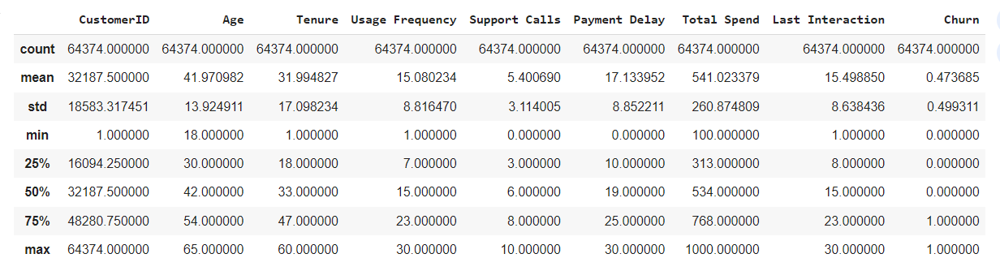 CustomerID Age Tenure Usage Frequency Support Calls Payment Delay Total Spend Last Interaction Churn
count 64374.000000 64374.000000 64374.000000 64374.000000 64374.000000 64374.000000 64374.000000 64374.000000 64374.000000
mean 32187.500000 41.970982 31.994827 15.080234 5.400690 17.133952 541.023379 15.498850 0.473685
std 18583.317451 13.924911 17.098234 8.816470 3.114005 8.852211 260.874809 8.638436 0.499311
min 1.000000 18.000000 1.000000 1.000000 0.000000 0.000000 100.000000 1.000000 0.000000
25% 16094.250000 30.000000 18.000000 7.000000 3.000000 10.000000 313.000000 8.000000 0.000000
50% 32187.500000 42.000000 33.000000 15.000000 6.000000 19.000000 534.000000 15.000000 0.000000
75% 48280.750000 54.000000 47.000000 23.000000 8.000000 25.000000 768.000000 23.000000 1.000000
max 64374.000000 65.000000 60.000000 30.000000 10.000000 30.000000 1000.000000 30.000000 1.000000